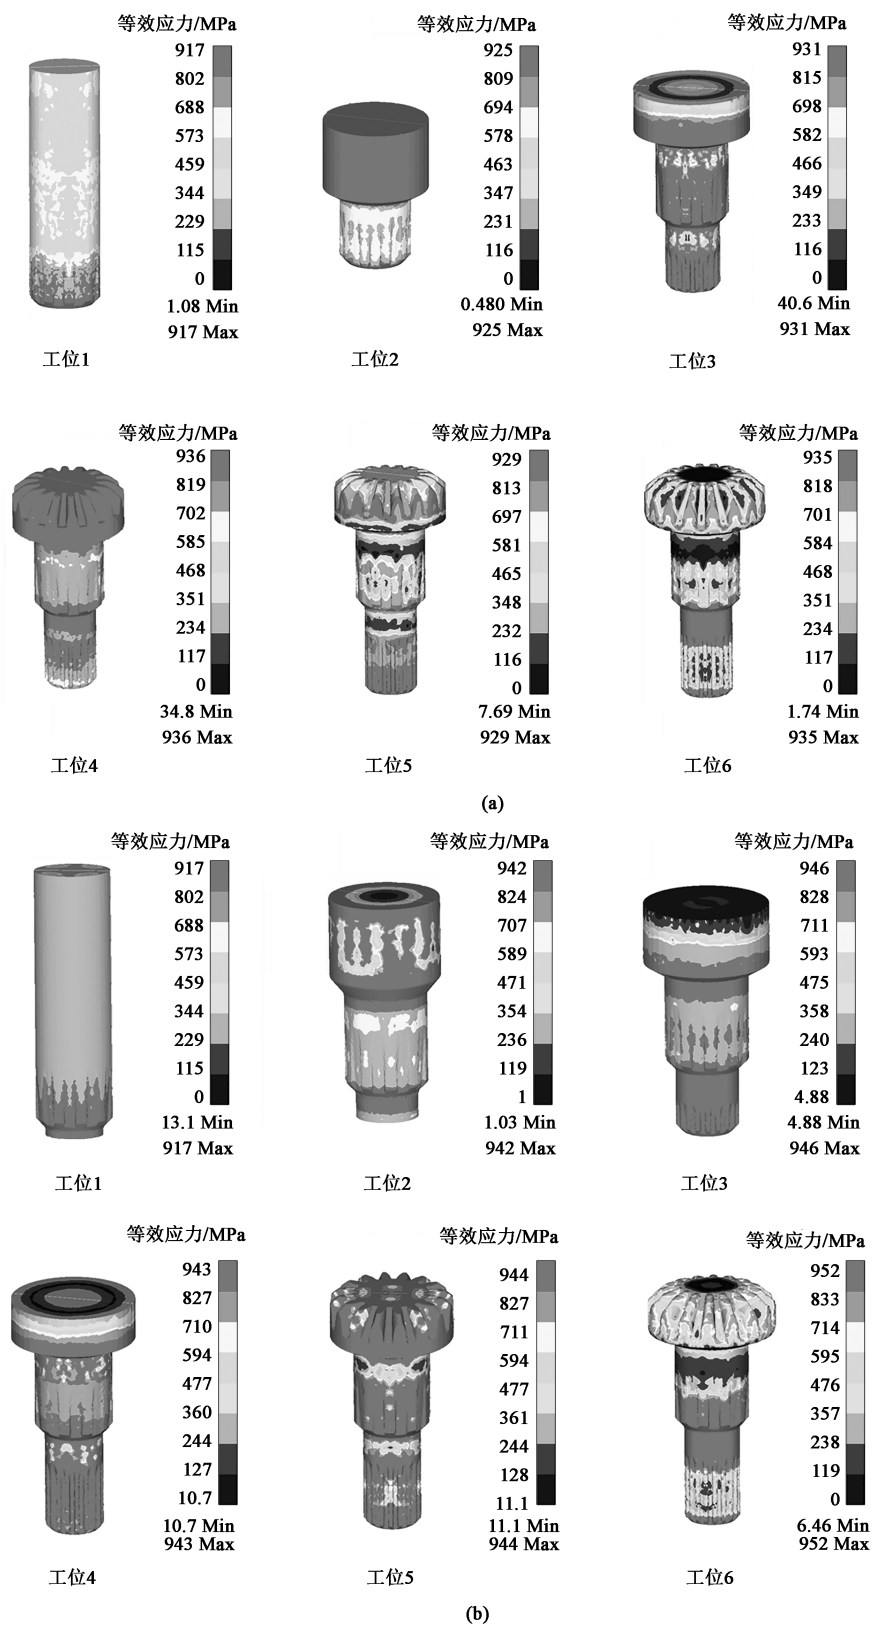 等效应力/MPa
917
802
688
573
459
344
229
115
0
1.08 Min
917 Max
工位1
等效应力/MPa
925
809
694
578
463
347
231
116
0
0.480 Min
925 Max
工位2
等效应力/MPa
931
815
698
582
466
349
233
116
0
40.6 Min
931 Max
工位3
等效应力/MPa
936
819
702
585
468
351
234
117
0
34.8 Min
936 Max
工位4
等效应力/MPa
929
813
697
581
465
348
232
116
0
7.69 Min
929 Max
工位5
等效应力/MPa
935
818
701
584
468
351
234
117
0
1.74 Min
935 Max
工位6
(a)
等效应力/MPa
917
802
688
573
459
344
229
115
0
13.1 Min
917 Max
工位1
等效应力/MPa
942
824
707
589
471
354
236
119
1
1.03 Min
942 Max
工位2
等效应力/MPa
946
828
711
593
475
358
240
123
4.88
4.88 Min
946 Max
工位3
等效应力/MPa
943
827
710
594
477
360
244
127
10.7
10.7 Min
943 Max
工位4
等效应力/MPa
944
827
711
594
477
361
244
128
11.1
11.1 Min
944 Max
工位5
等效应力/MPa
952
833
714
595
476
357
238
119
0
6.46 Min
952 Max
工位6
(b)